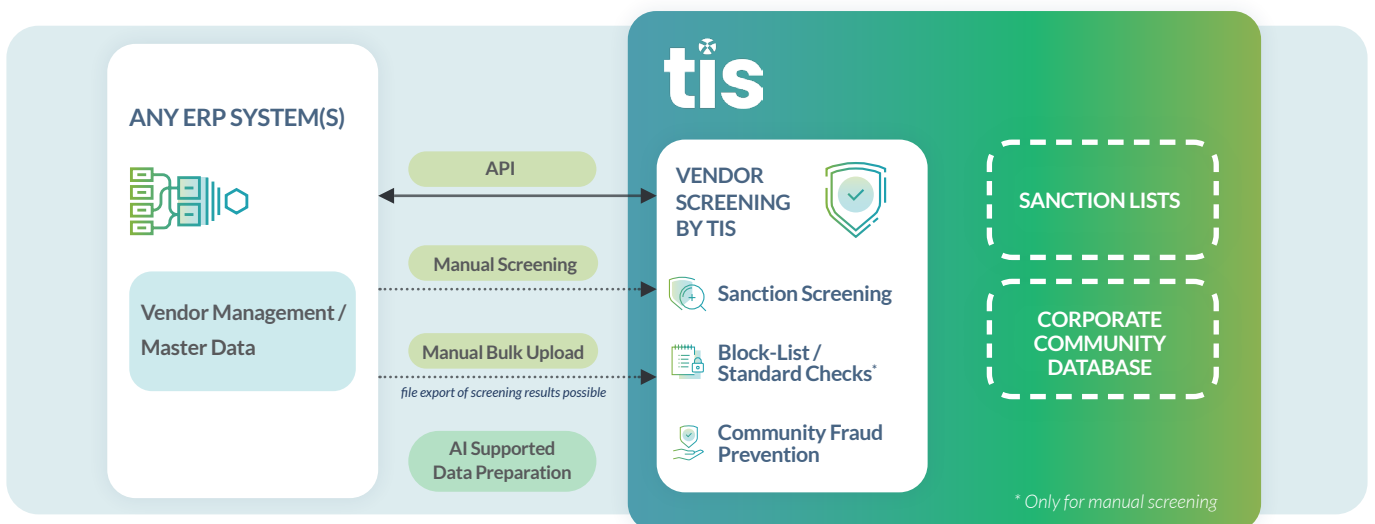 tis
ANY ERP SYSTEM(S)
Vendor Management /
Master Data
API
Manual Screening
Manual Bulk Upload
file export of screening results possible
AI Supported
Data Preparation
VENDOR
SCREENING
BY TIS
Sanction Screening
Block-List /
Standard Checks*
Community Fraud
Prevention
SANCTION LISTS
CORPORATE
COMMUNITY
DATABASE
* Only for manual screening